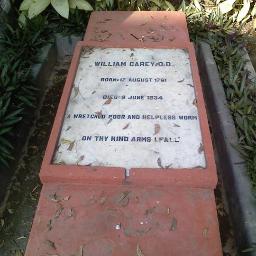 WILLIAM CAREY, D.D.
BORN 17 AUGUST 1761
DIED 9 JUNE 1834
"A WRETCHED POOR AND HELPLESS WORM
ON THY KIND ARMS I FALL"